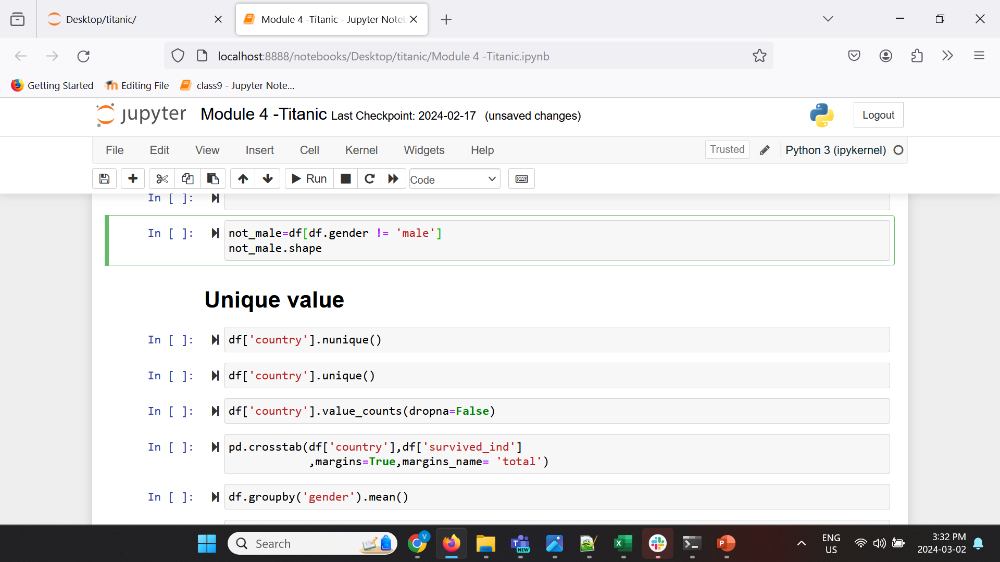 Desktop/titanic/
Module 4 -Titanic - Jupyter Noteb
localhost:8888/notebooks/Desktop/titanic/Module 4 -Titanic.ipynb
Getting Started
Editing File
class9 - Jupyter Note...
jupyter
Module 4 -Titanic Last Checkpoint: 2024-02-17 (unsaved changes)
Logout
File Edit View Insert Cell Kernel Widgets Help
Trusted
Python 3 (ipykernel)
Run
Code
In [ ]:
In [ ]: not_male=df[df.gender != 'male']
not_male.shape
Unique value
In [ ]: df['country'].nunique()
In [ ]: df['country'].unique()
In [ ]: df['country'].value_counts(dropna=False)
In [ ]: pd.crosstab(df['country'],df['survived_ind']
,margins=True,margins_name= 'total')
In [ ]: df.groupby('gender').mean()
Search
V
T
NEW
X
P
ENG
US
3:32 PM
2024-03-02